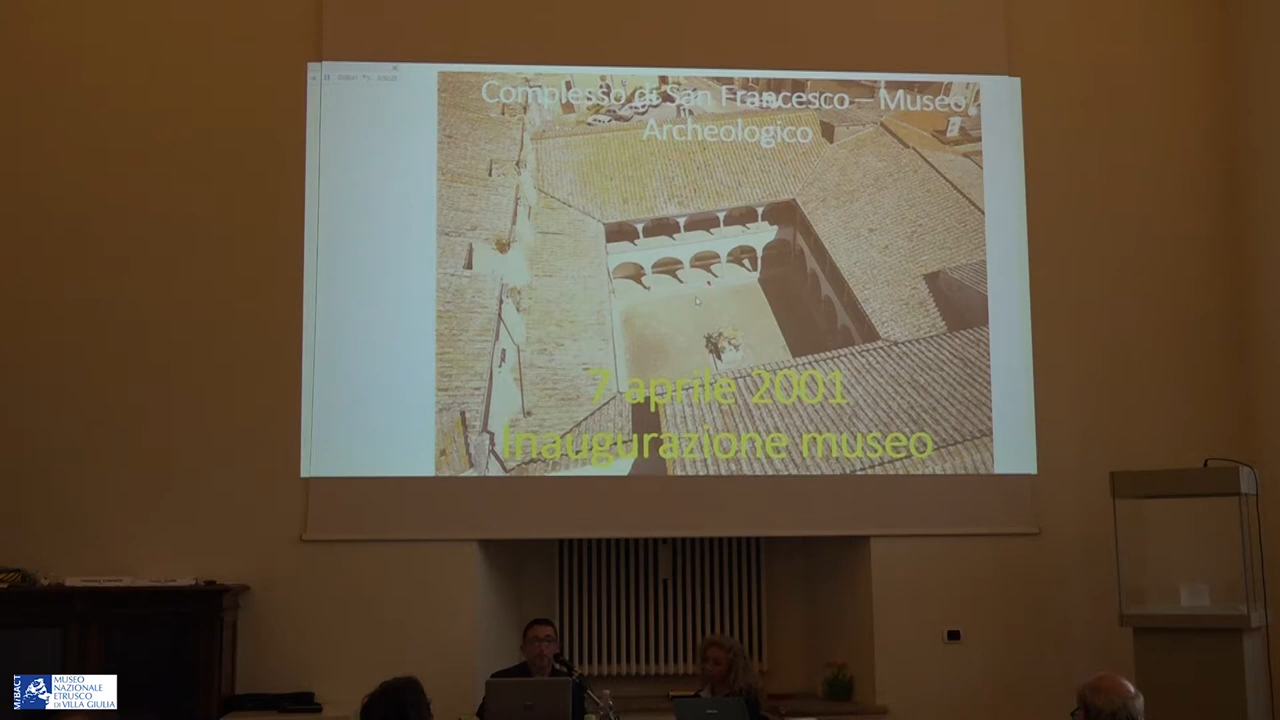 Complesso di San Francesco – Museo
Archeologico
7 aprile 2001
Inaugurazione museo
MIBACT
MUSEO
NAZIONALE
ETRUSCO
DI VILLA GIULIA